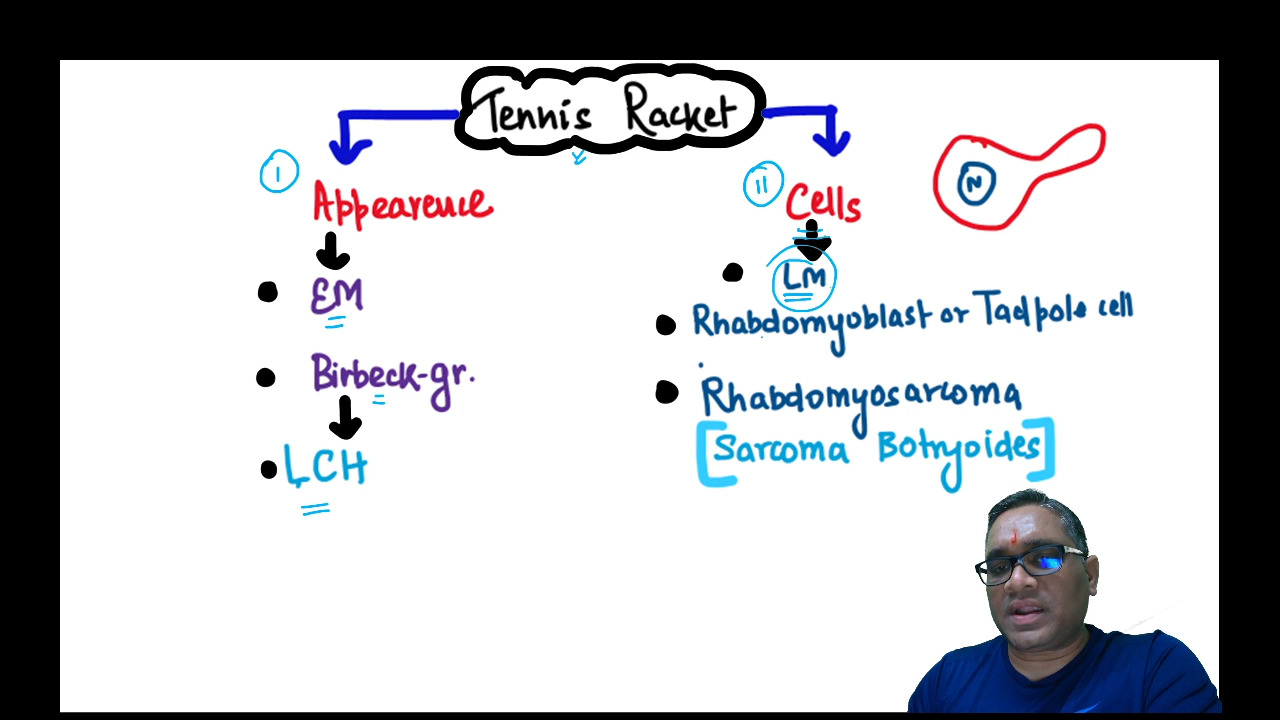 Tennis Racket
I
Appearence
EM
Birbeck-gr.
LCH
II
Cells
LM
Rhabdomyoblast or Tadpole cell
Rhabdomyosarcoma
[Sarcoma Botryoides]
N